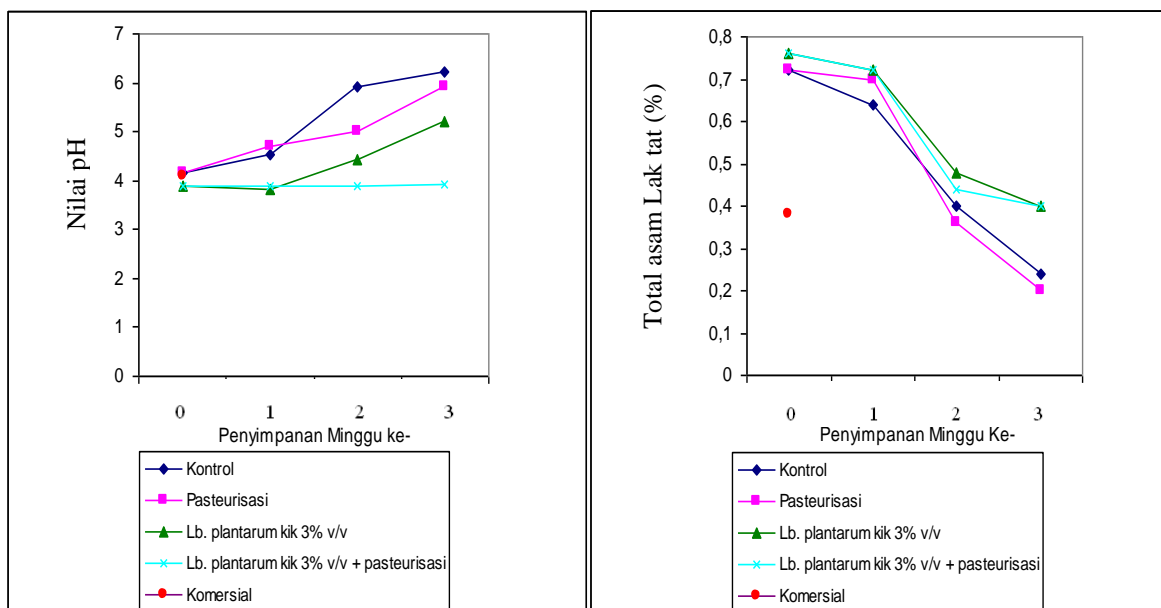 Nilai pH
7
6
5
4
3
2
1
0
0 1 2 3
Penyimpanan Minggu ke-
Kontrol
Pasteurisasi
Lb. plantarum kik 3% v/v
Lb. plantarum kik 3% v/v + pasteurisasi
Komersial
Total asam Lak tat (%)
0,8
0,7
0,6
0,5
0,4
0,3
0,2
0,1
0
0 1 2 3
Penyimpanan Minggu Ke-
Kontrol
Pasteurisasi
Lb. plantarum kik 3% v/v
Lb. plantarum kik 3% v/v + pasteurisasi
Komersial